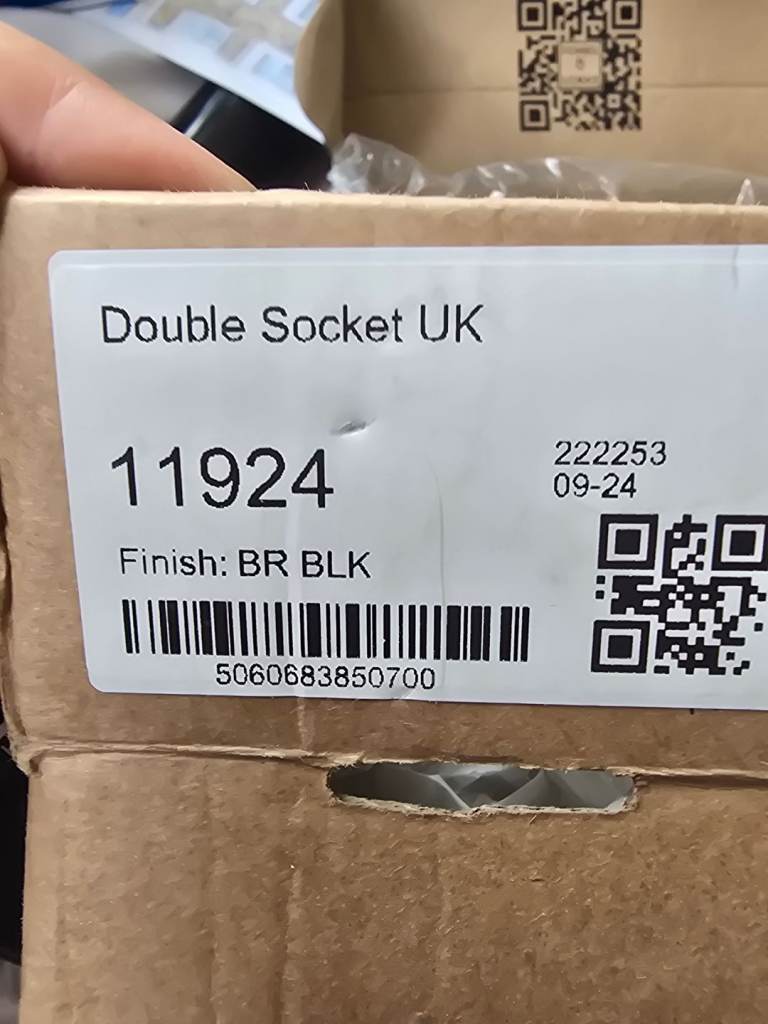 Double Socket UK
11924
222253
09-24
Finish: BR BLK
5060683850700